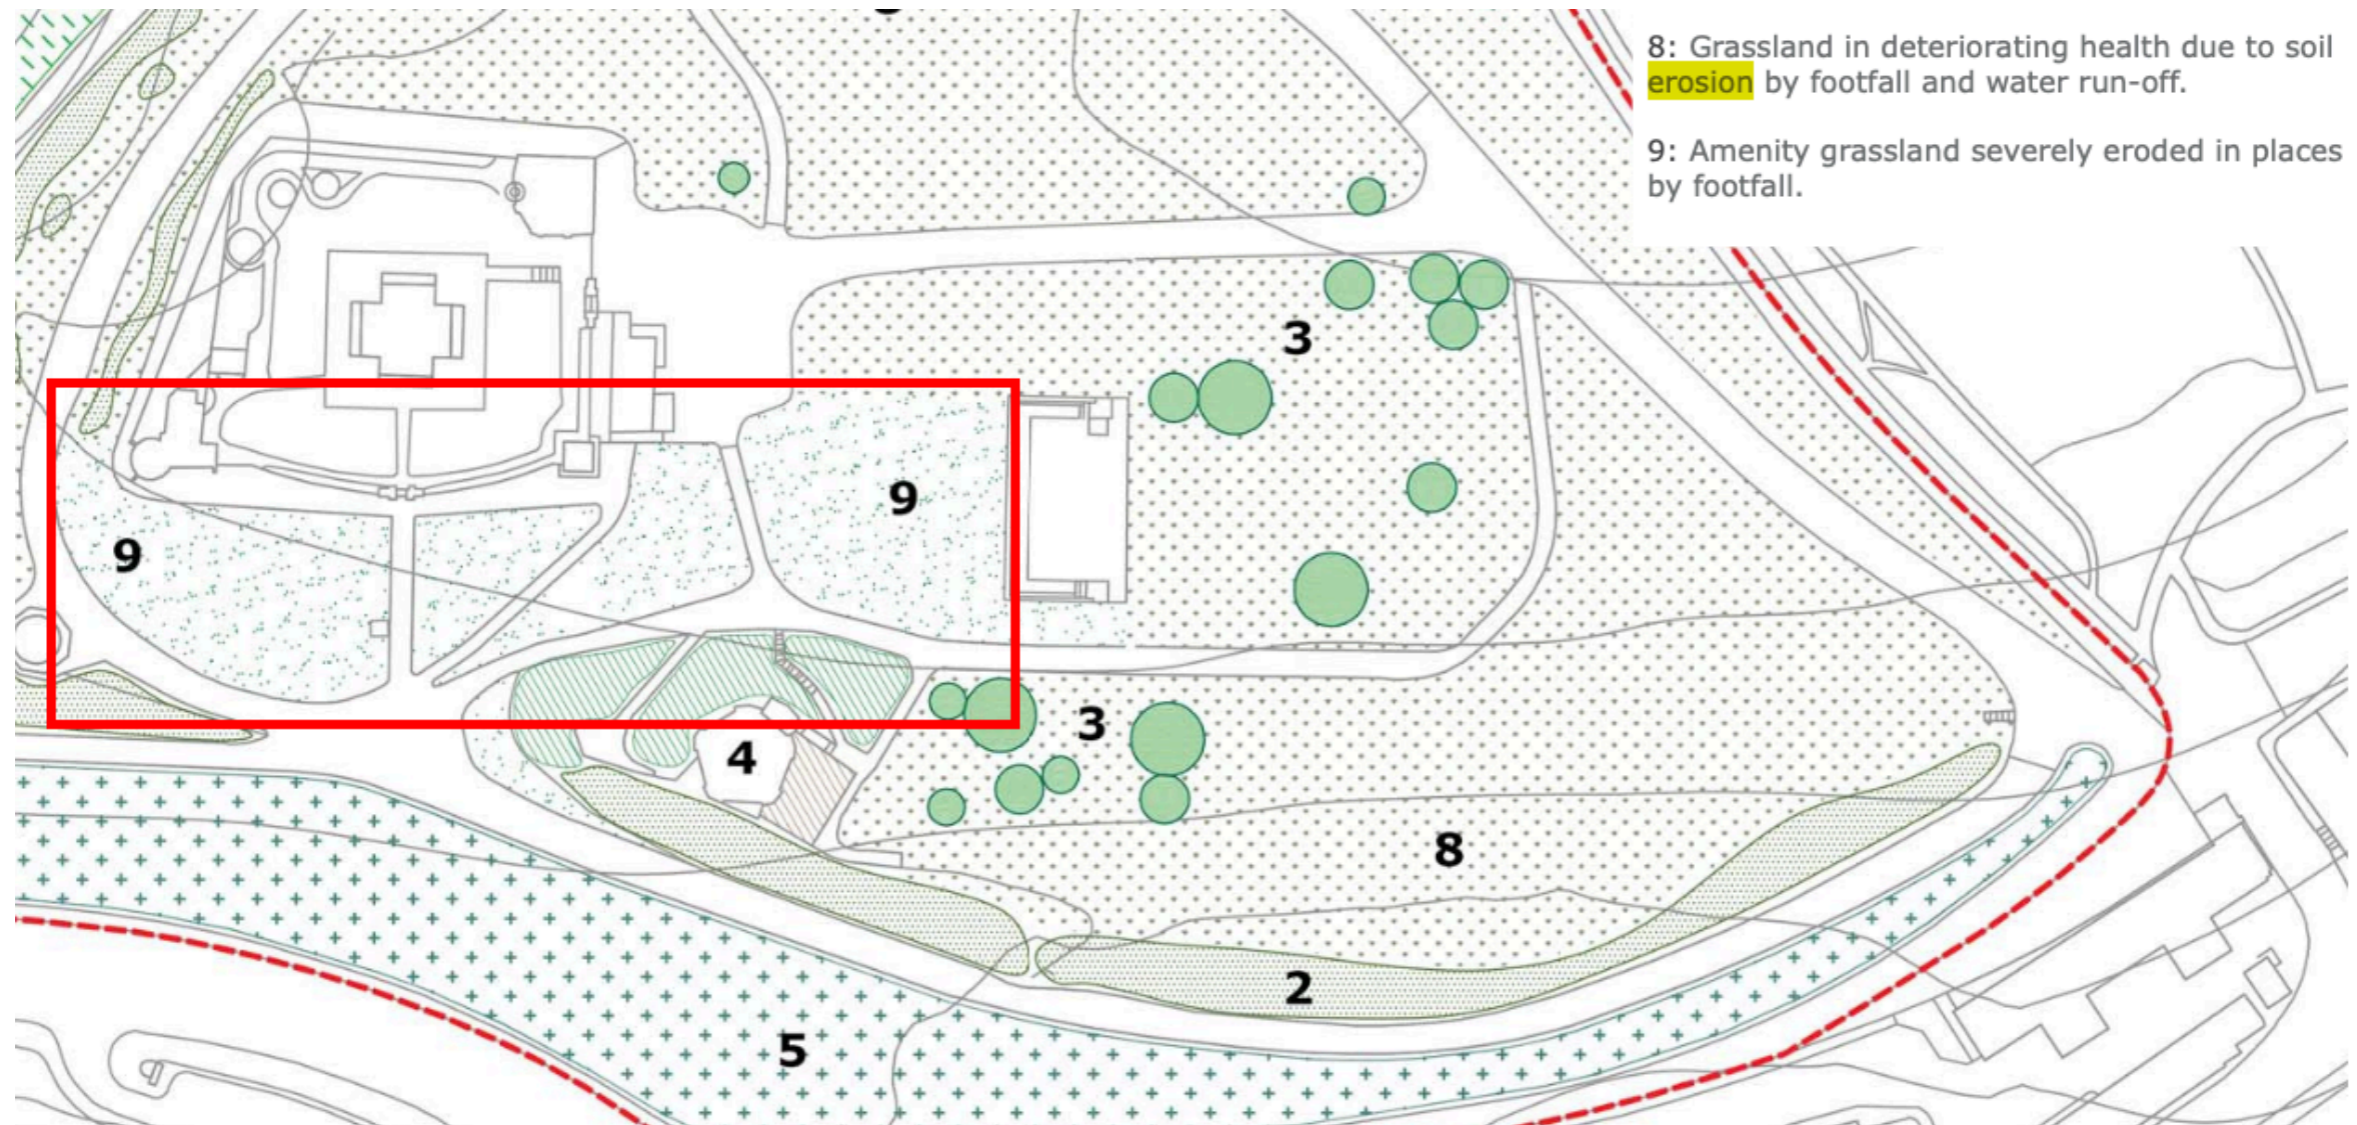 8: Grassland in deteriorating health due to soil
erosion by footfall and water run-off.
9: Amenity grassland severely eroded in places
by footfall.
3
9
9
3
4
8
2
5